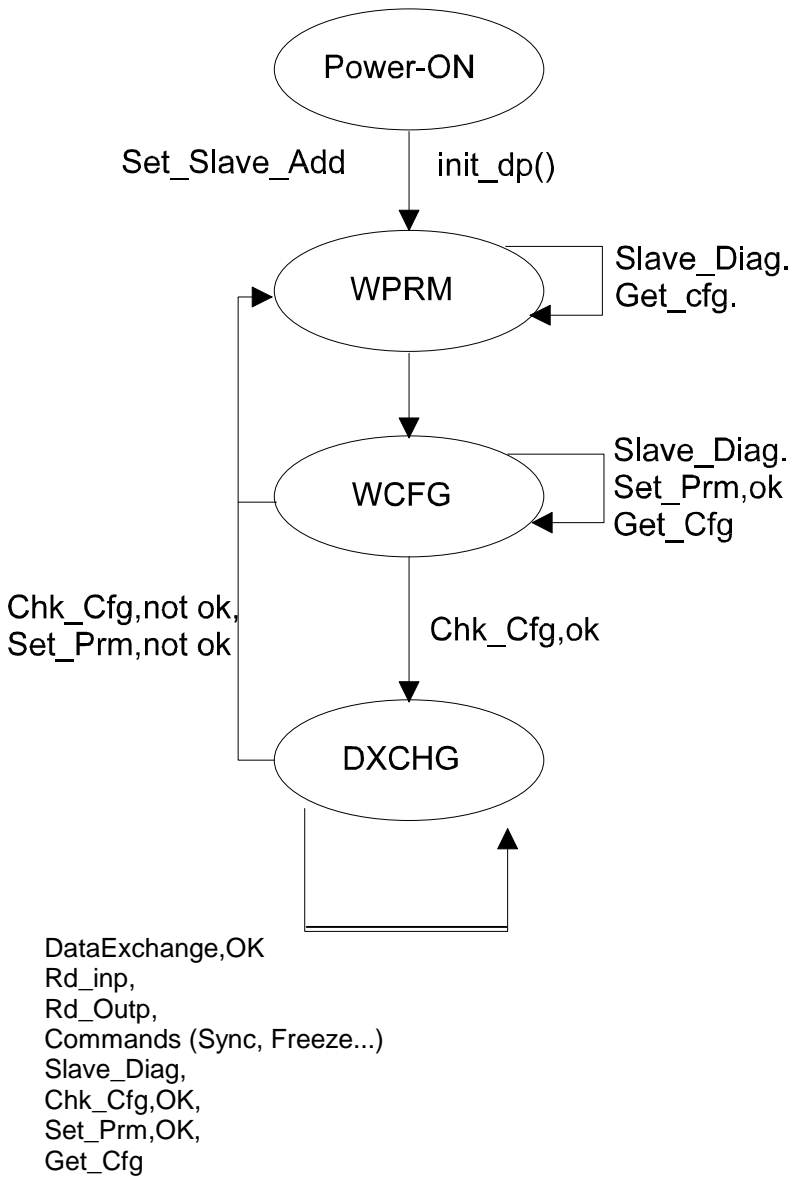 Power-ON
Set_Slave_Add
init_dp()
WPRM
Slave_Diag.
Get_cfg.
WCFG
Slave_Diag.
Set_Prm,ok
Get_Cfg
Chk_Cfg,not ok,
Set_Prm,not ok
Chk_Cfg,ok
DXCHG
DataExchange,OK
Rd_inp,
Rd_Outp,
Commands (Sync, Freeze...)
Slave_Diag,
Chk_Cfg,OK,
Set_Prm,OK,
Get_Cfg